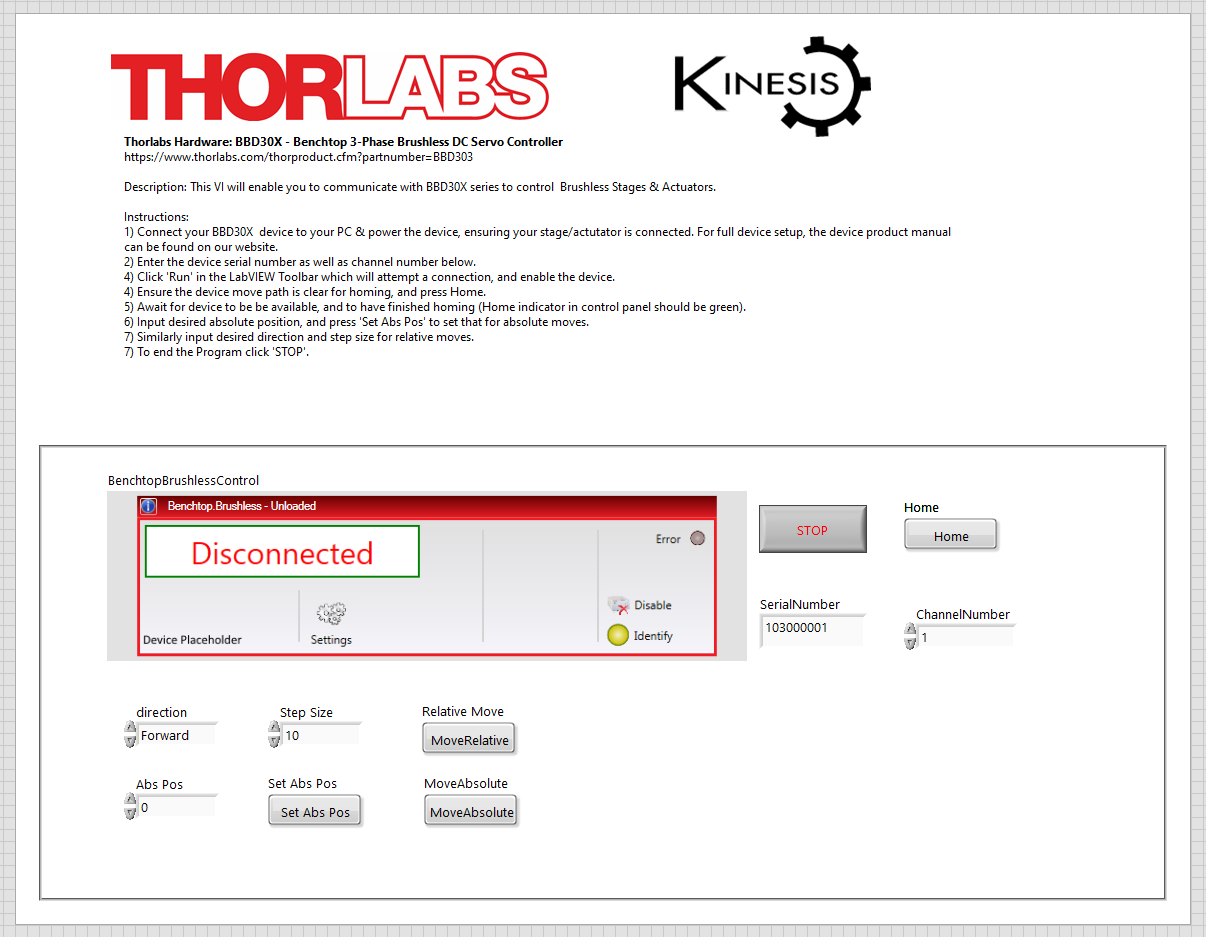 THORLABS
KINESIS
Thorlabs Hardware: BBD30X - Benchtop 3-Phase Brushless DC Servo Controller
https://www.thorlabs.com/thorproduct.cfm?partnumber=BBD303
Description: This VI will enable you to communicate with BBD30X series to control  Brushless Stages & Actuators.
Instructions:
1) Connect your BBD30X  device to your PC & power the device, ensuring your stage/actutator is connected. For full device setup, the device product manual
can be found on our website.
2) Enter the device serial number as well as channel number below.
4) Click 'Run' in the LabVIEW Toolbar which will attempt a connection, and enable the device.
4) Ensure the device move path is clear for homing, and press Home.
5) Await for device to be be available, and to have finished homing (Home indicator in control panel should be green).
6) Input desired absolute position, and press 'Set Abs Pos' to set that for absolute moves.
7) Similarly input desired direction and step size for relative moves.
7) To end the Program click 'STOP'.
BenchtopBrushlessControl
Benchtop.Brushless - Unloaded
Disconnected
Error
Disable
Identify
Device Placeholder
Settings
STOP
Home
Home
SerialNumber
103000001
ChannelNumber
1
direction
Forward
Step Size
10
Relative Move
MoveRelative
Abs Pos
0
Set Abs Pos
Set Abs Pos
MoveAbsolute
MoveAbsolute